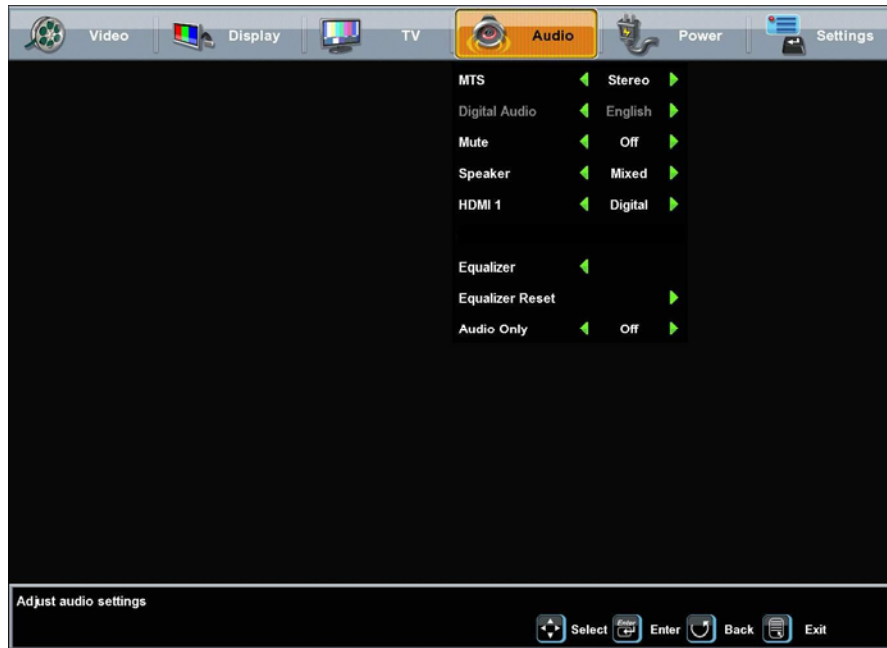 Video Display TV Audio Power Settings
MTS Stereo
Digital Audio English
Mute Off
Speaker Mixed
HDMI 1 Digital
Equalizer
Equalizer Reset
Audio Only Off
Adjust audio settings
Select Enter Enter Back Exit